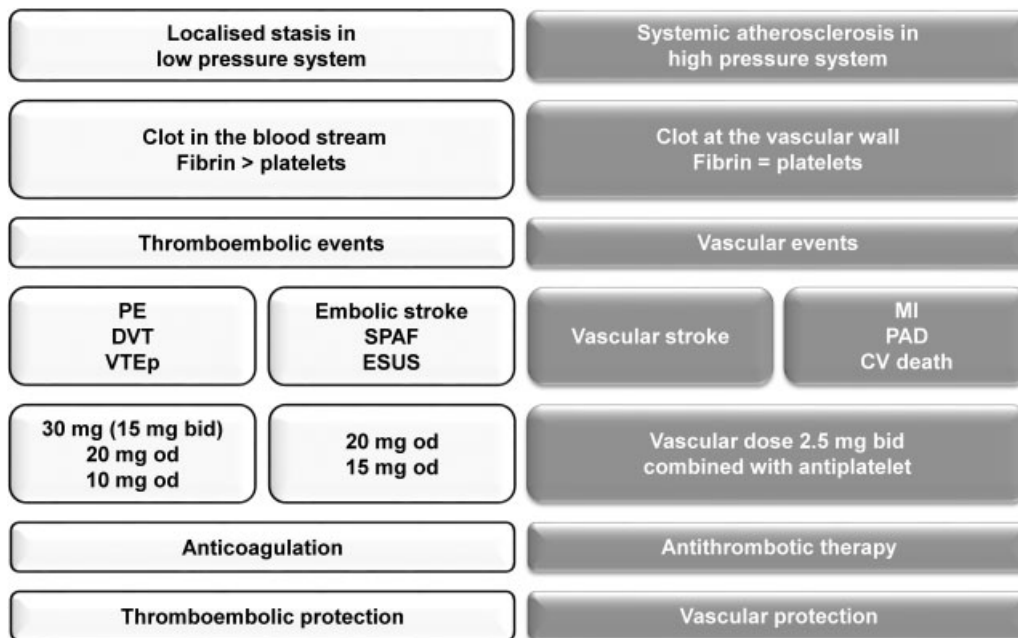 Localised stasis in
low pressure system
Systemic atherosclerosis in
high pressure system
Clot in the blood stream
Fibrin > platelets
Clot at the vascular wall
Fibrin = platelets
Thromboembolic events
Vascular events
PE
DVT
VTEp
Embolic stroke
SPAF
ESUS
Vascular stroke
MI
PAD
CV death
30 mg (15 mg bid)
20 mg od
10 mg od
20 mg od
15 mg od
Vascular dose 2.5 mg bid
combined with antiplatelet
Anticoagulation
Antithrombotic therapy
Thromboembolic protection
Vascular protection